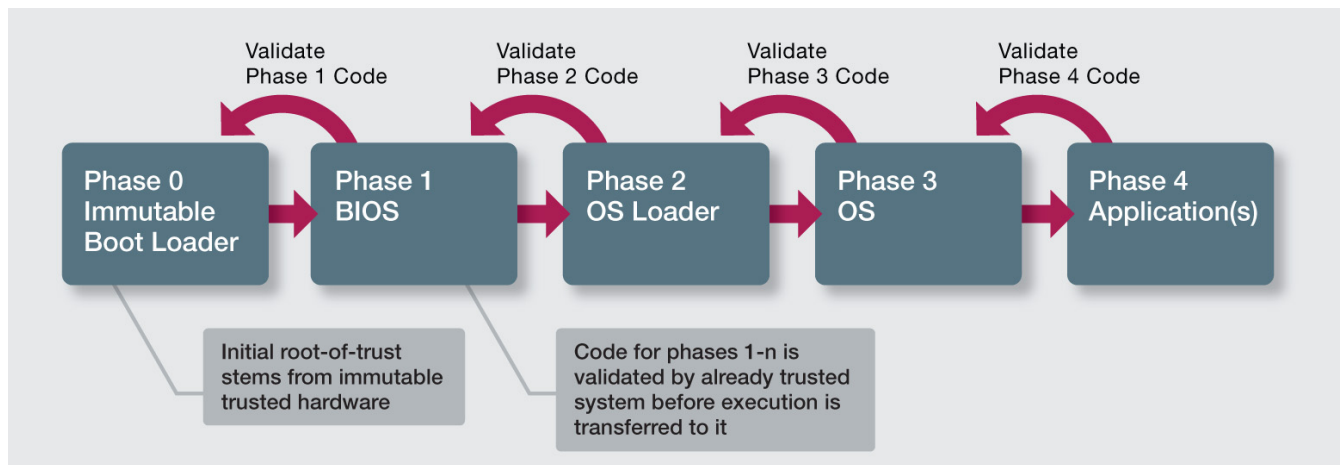 Validate
Phase 1 Code
Validate
Phase 2 Code
Validate
Phase 3 Code
Validate
Phase 4 Code
Phase 0
Immutable
Boot Loader
Phase 1
BIOS
Phase 2
OS Loader
Phase 3
OS
Phase 4
Application(s)
Initial root-of-trust
stems from immutable
trusted hardware
Code for phases 1-n is
validated by already trusted
system before execution is
transferred to it